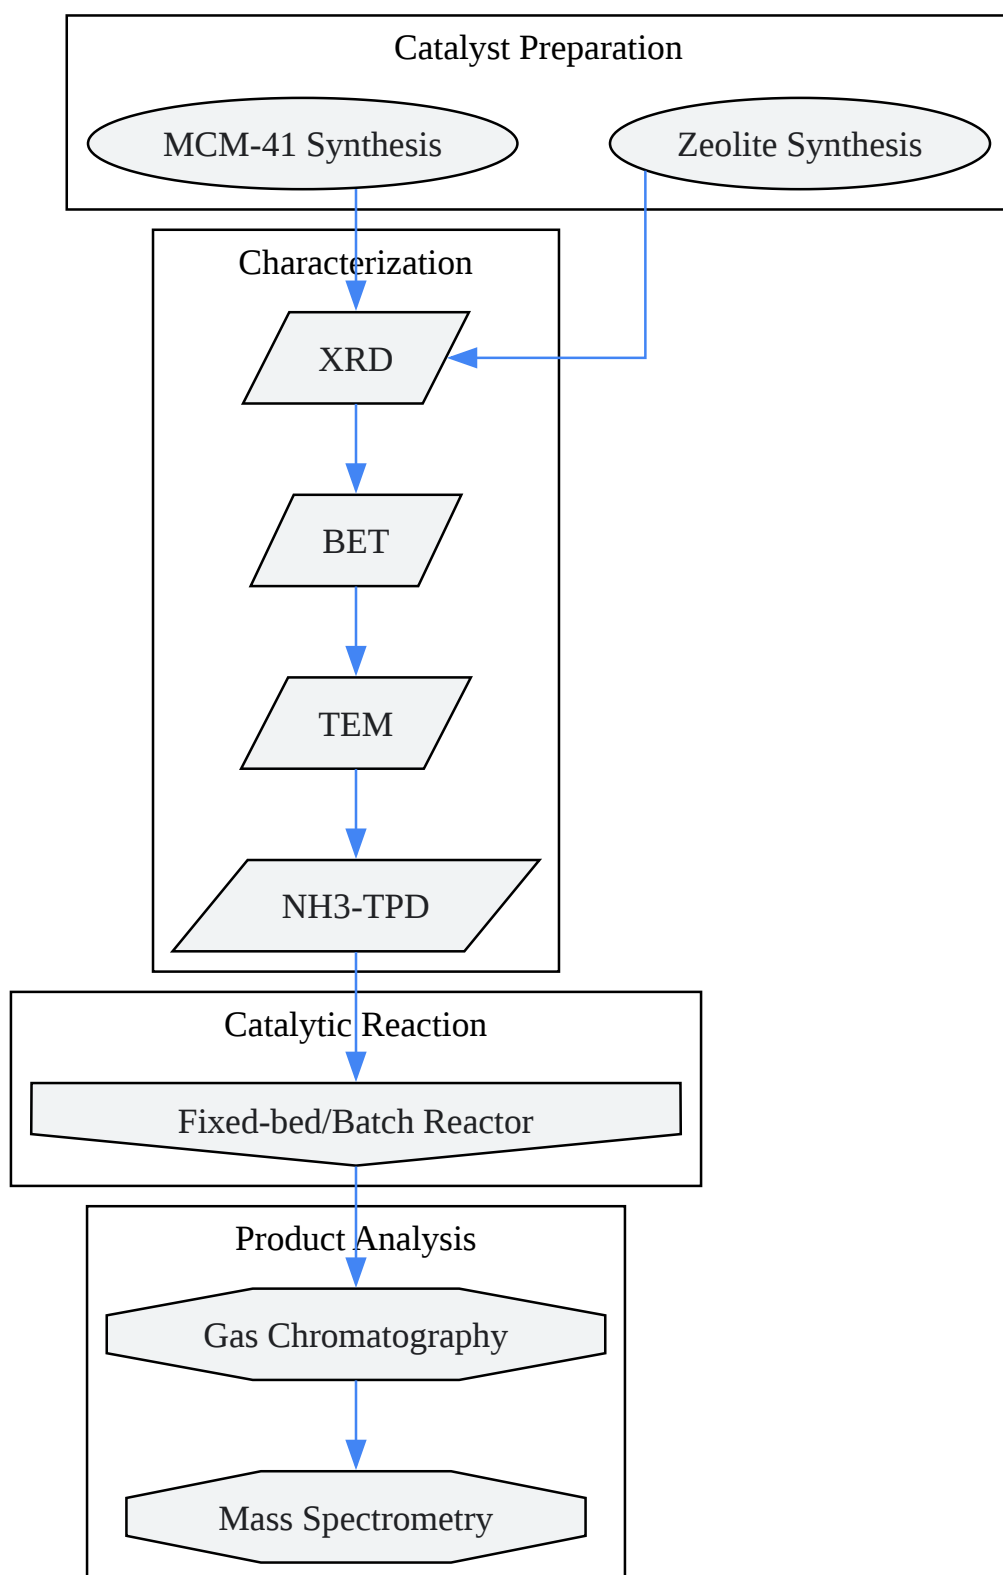 Catalyst Preparation
MCM-41 Synthesis
Zeolite Synthesis
Characterization
XRD
BET
TEM
NH3-TPD
Catalytic Reaction
Fixed-bed/Batch Reactor
Product Analysis
Gas Chromatography
Mass Spectrometry